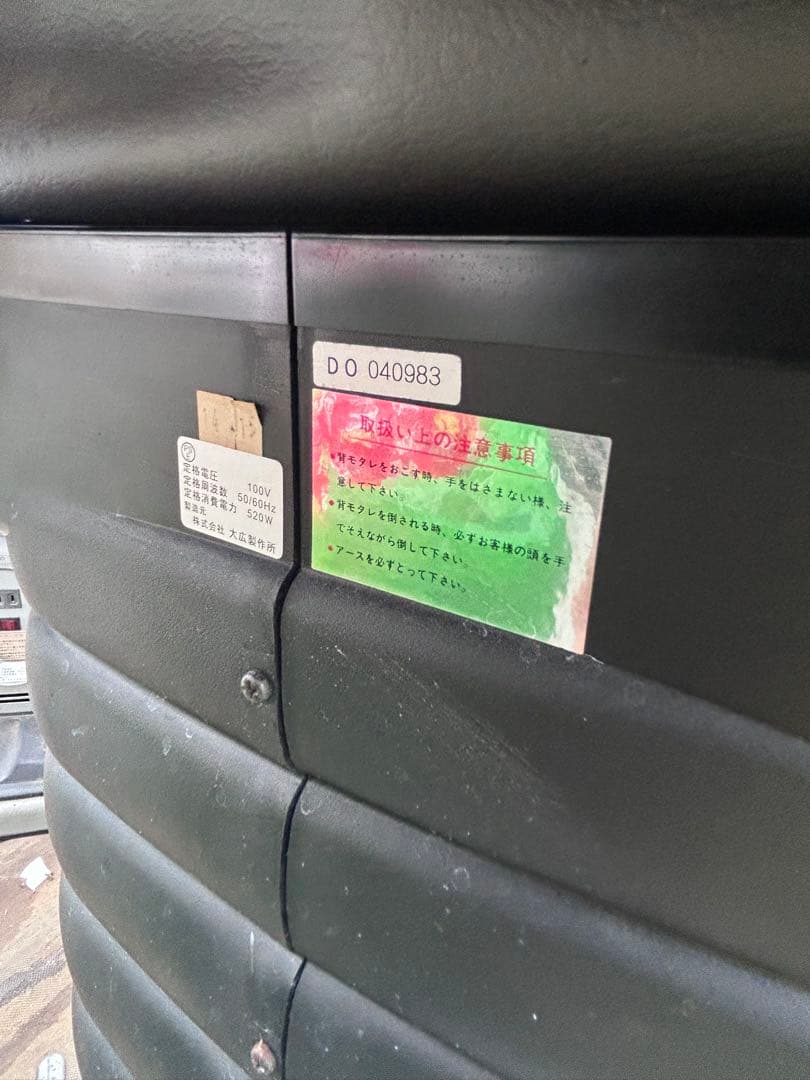 DO 040983
取扱い上の注意事項
●背モタレをおこす時、手をはさまない様、注
意して下さい。
●背モタレを倒される時、必ずお客様の頭を手
でそえながら倒して下さい。
●アースを必ずとって下さい。
定格電圧 100V
定格周波数 50/60Hz
定格消費電力 520W
製造元
株式会社 大広製作所